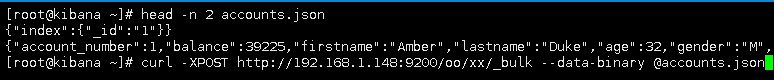 [root@kibana ~]# head -n 2 accounts.json
{"index":{"_id":"1"}}
{"account_number":1,"balance":39225,"firstname":"Amber","lastname":"Duke","age":32,"gender":"M",
[root@kibana ~]# curl -XPOST http://192.168.1.148:9200/oo/xx/_bulk --data-binary @accounts.json